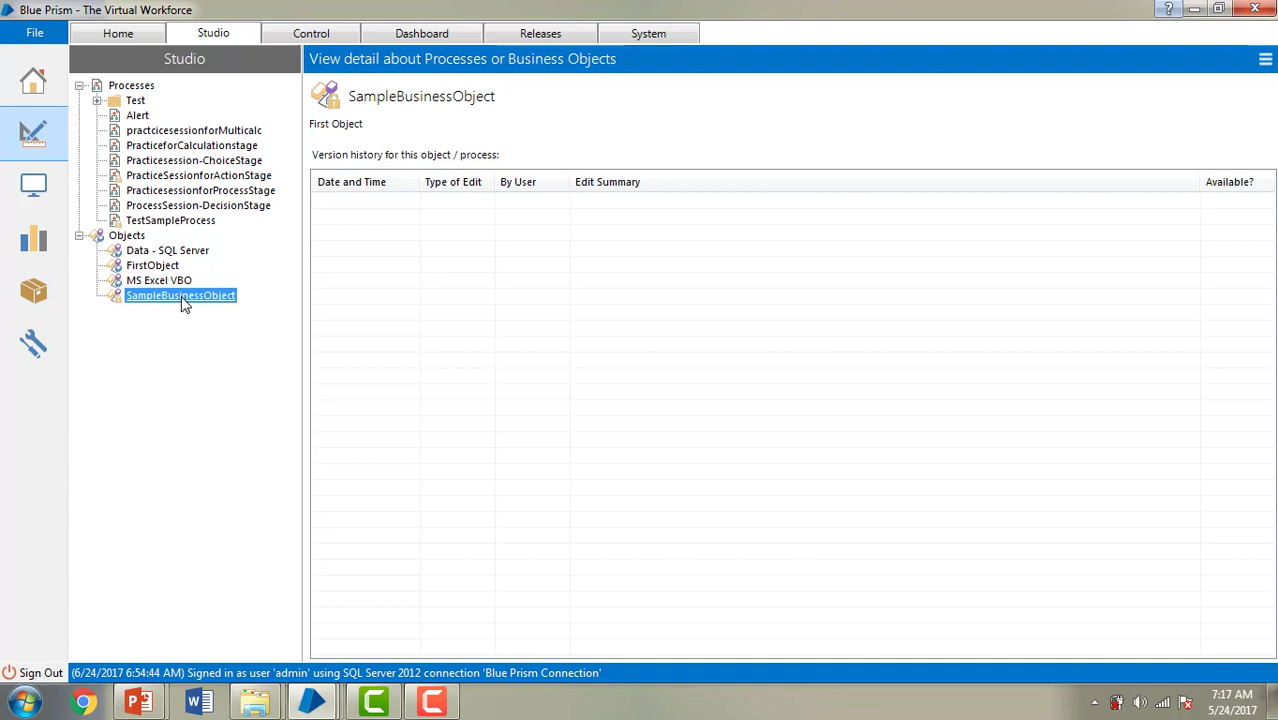 Blue Prism - The Virtual Workforce
?
File
Home
Studio
Control
Dashboard
Releases
System
Studio
View detail about Processes or Business Objects
Processes
Test
Alert
practcicesessionforMulticalc
PracticeforCalculationstage
Practicesession-ChoiceStage
PracticeSessionforActionStage
PracticesessionforProcessStage
ProcessSession-DecisionStage
TestSampleProcess
Objects
Data - SQL Server
FirstObject
MS Excel VBO
SampleBusinessObject
SampleBusinessObject
First Object
Version history for this object / process:
Date and Time
Type of Edit
By User
Edit Summary
Available?
Sign Out
(6/24/2017 6:54:44 AM) Signed in as user 'admin' using SQL Server 2012 connection 'Blue Prism Connection'
7:17 AM
5/24/2017